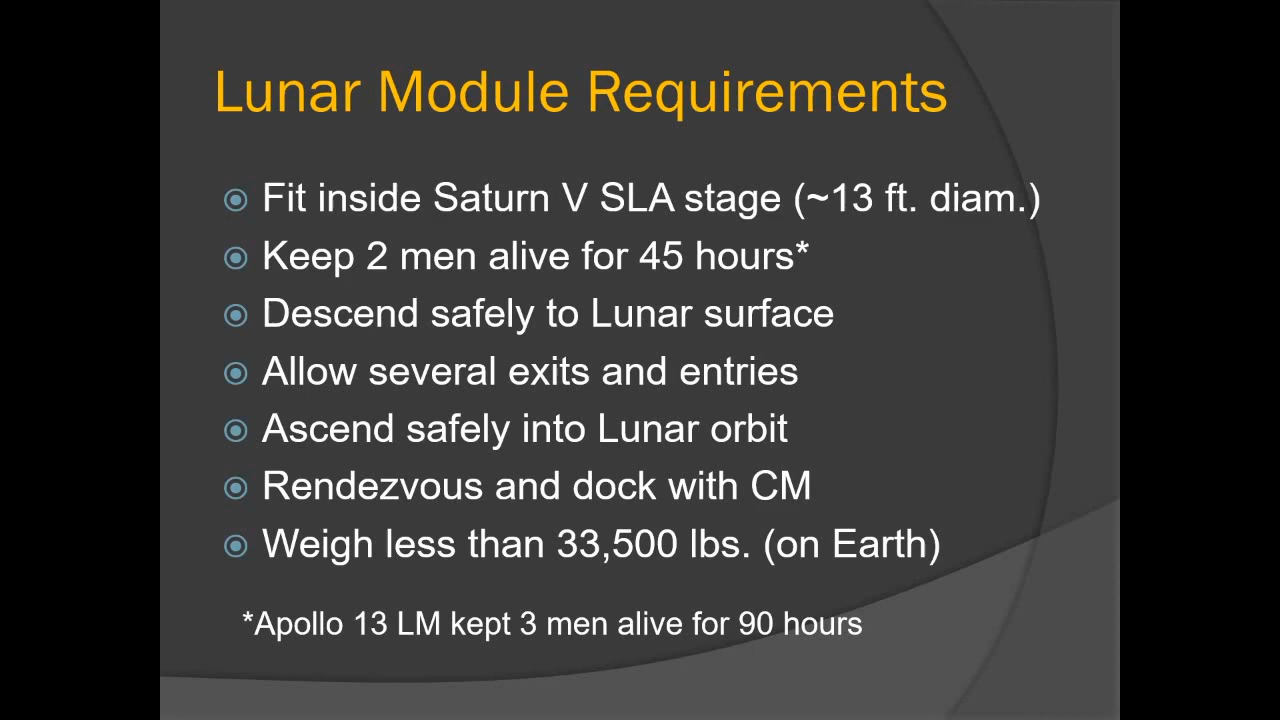 Lunar Module Requirements
Fit inside Saturn V SLA stage (~13 ft. diam.)
Keep 2 men alive for 45 hours*
Descend safely to Lunar surface
Allow several exits and entries
Ascend safely into Lunar orbit
Rendezvous and dock with CM
Weigh less than 33,500 lbs. (on Earth)
*Apollo 13 LM kept 3 men alive for 90 hours